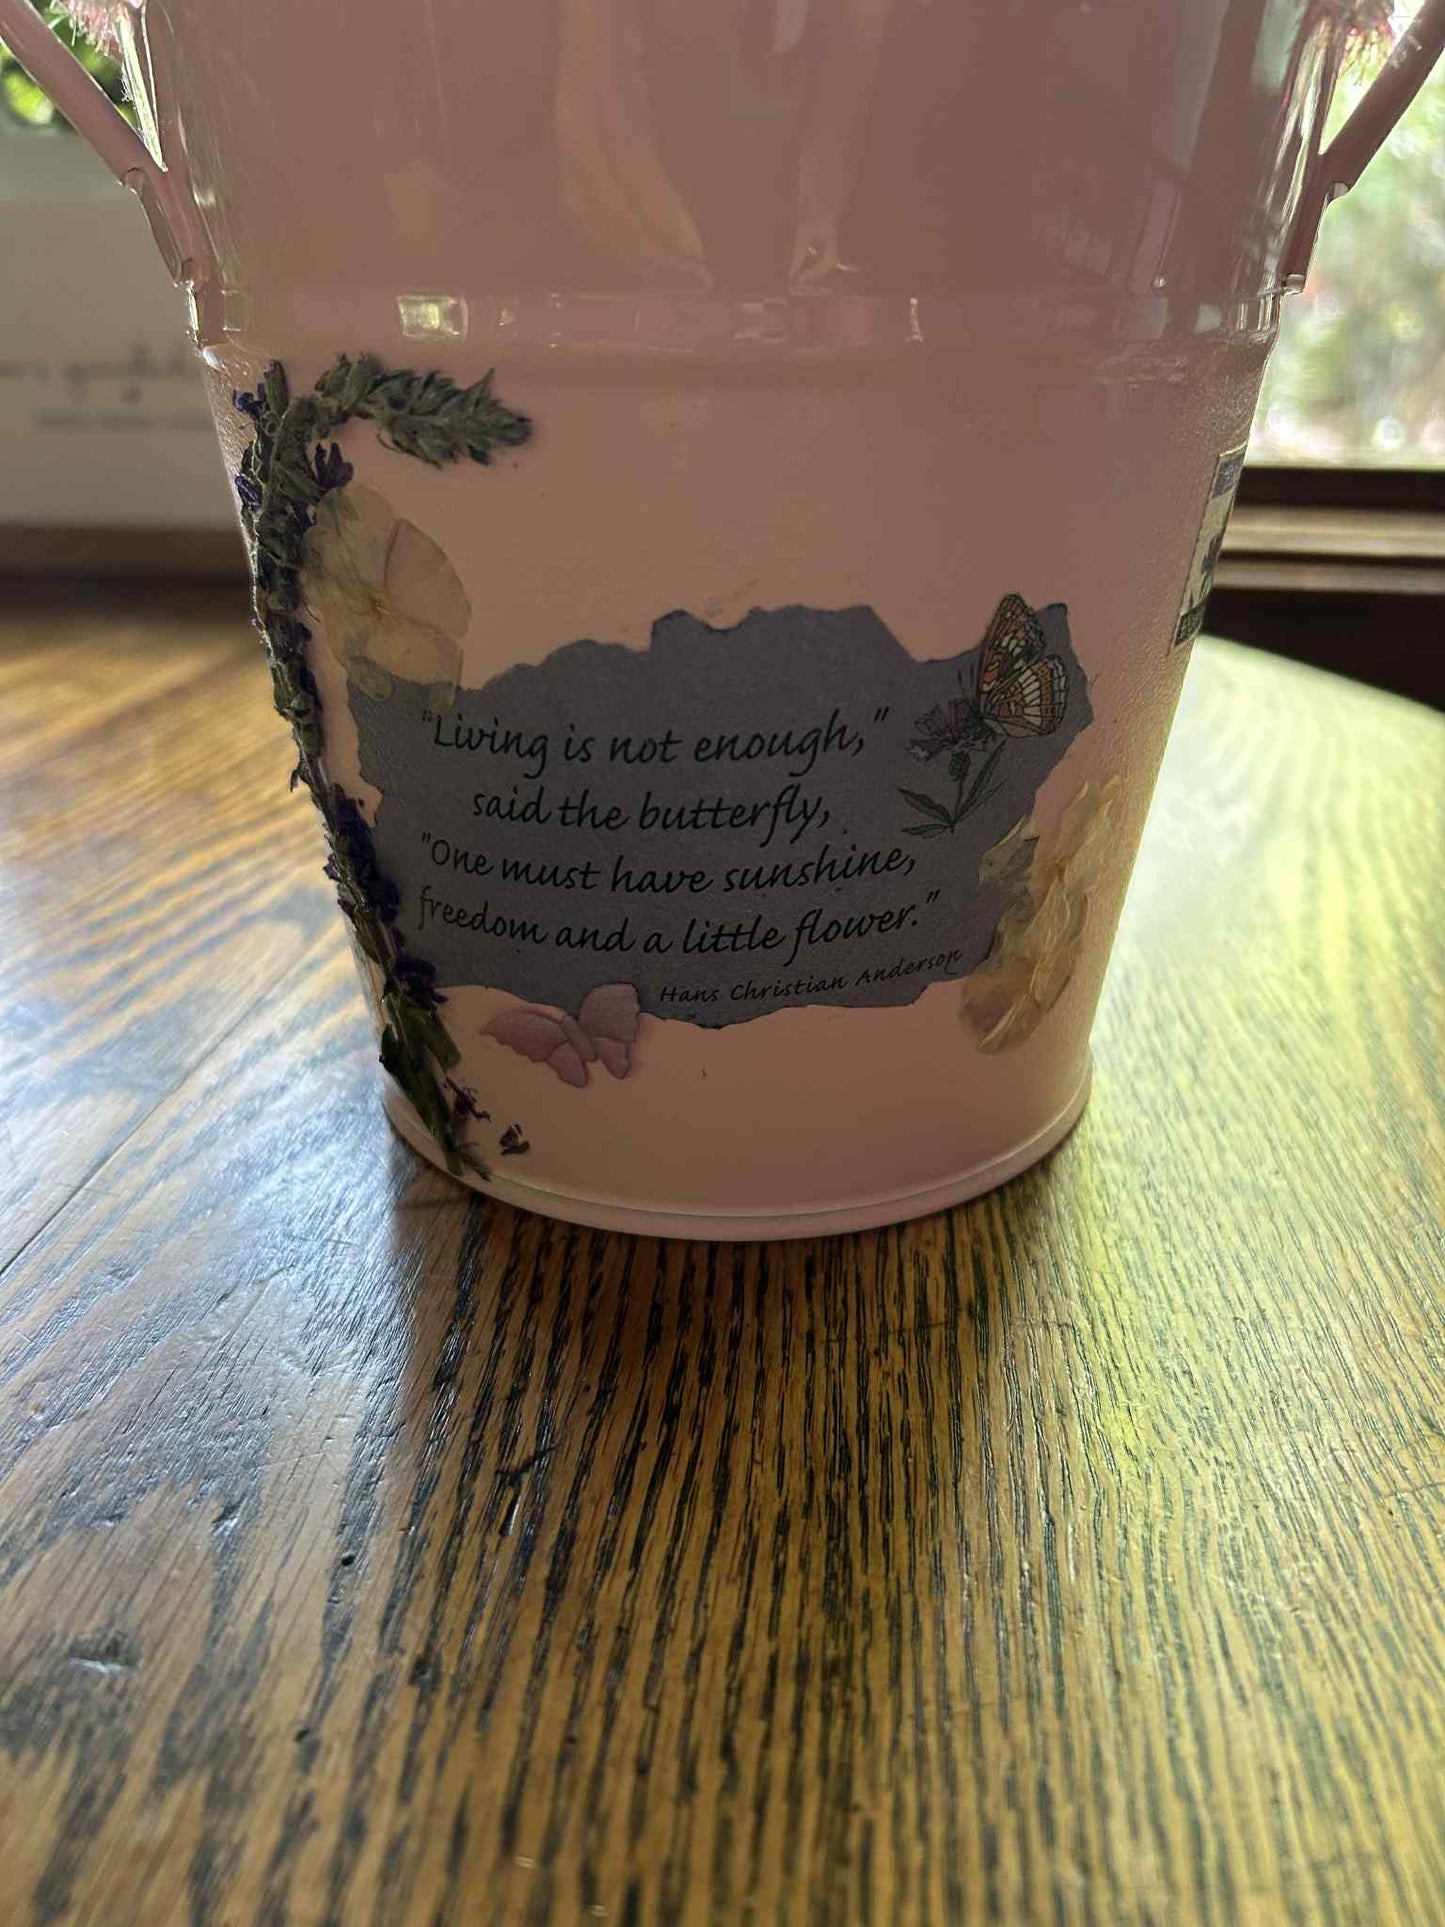 "Living is not enough,"
said the butterfly,
"One must have sunshine,
freedom and a little flower."
Hans Christian Anderson